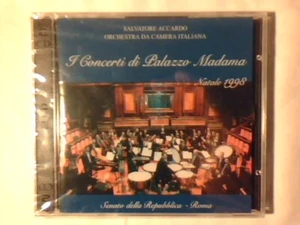 SALVATORE ACCARDO
ORCHESTRA DA CAMERA ITALIANA
I Concerti di Palazzo Madama
Natale 1998
Senato della Repubblica - Roma